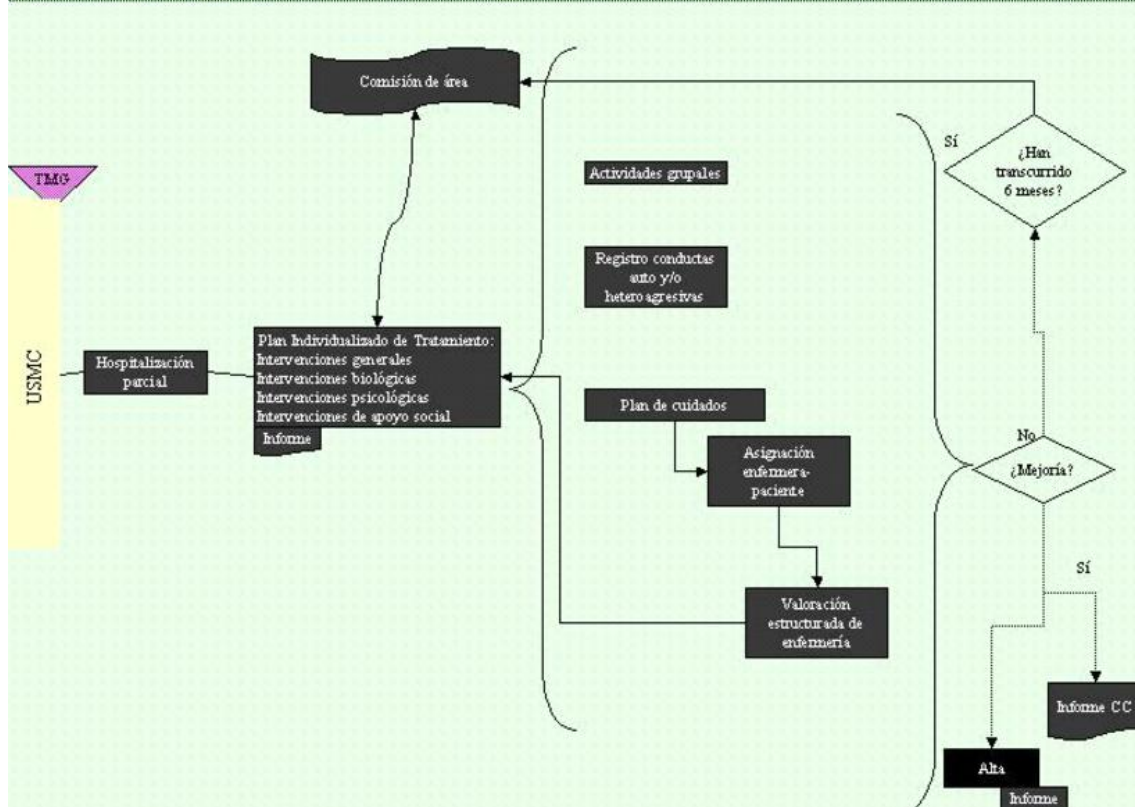 Comisión de área
Sí
¿Han
transcurrido
6 meses?
TMG
Actividades grupales
Registro conductas
auto y/o
heteroagresivas
USMC
Hospitalización
parcial
Plan Individualizado de Tratamiento:
Intervenciones generales
Intervenciones biológicas
Intervenciones psicológicas
Intervenciones de apoyo social
Informe
Plan de cuidados
Asignación
enfermera-
paciente
No
¿Mejoría?
Sí
Valoración
estructurada de
enfermería
Informe CC
Alta
Informe